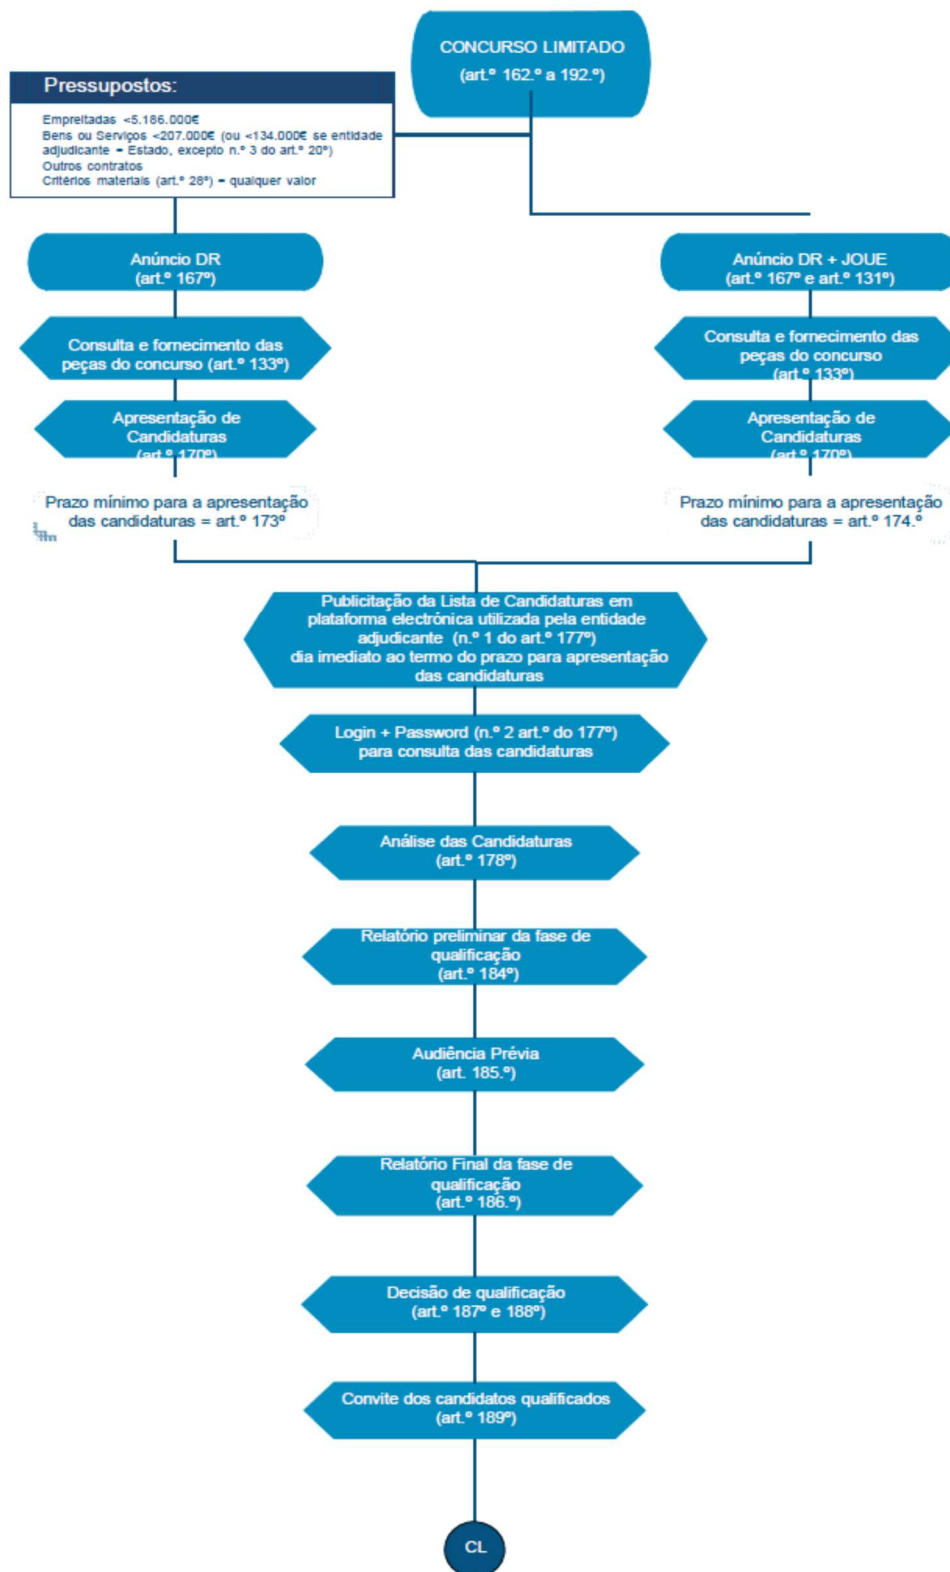 CONCURSO LIMITADO
(art.º 162.º a 192.º)
Pressupostos:
Empreitadas <5.186.000€
Bens ou Serviços <207.000€ (ou <134.000€ se entidade
adjudicante = Estado, excepto n.º 3 do art.º 20º)
Outros contratos
Critérios materiais (art.º 28º) = qualquer valor
Anúncio DR
(art.º 167º)
Consulta e fornecimento das
peças do concurso (art.º 133º)
Apresentação de
Candidaturas
(art.º 170º)
Prazo mínimo para a apresentação
das candidaturas = art.º 173º
Anúncio DR + JOUE
(art.º 167º e art.º 131º)
Consulta e fornecimento das
peças do concurso
(art.º 133º)
Apresentação de
Candidaturas
(art.º 170º)
Prazo mínimo para a apresentação
das candidaturas = art.º 174.º
Publicitação da Lista de Candidaturas em
plataforma electrónica utilizada pela entidade
adjudicante (n.º 1 do art.º 177º)
dia imediato ao termo do prazo para apresentação
das candidaturas
Login + Password (n.º 2 art.º do 177º)
para consulta das candidaturas
Análise das Candidaturas
(art.º 178º)
Relatório preliminar da fase de
qualificação
(art.º 184º)
Audiência Prévia
(art. 185.º)
Relatório Final da fase de
qualificação
(art.º 186.º)
Decisão de qualificação
(art.º 187º e 188º)
Convite dos candidatos qualificados
(art.º 189º)
CL